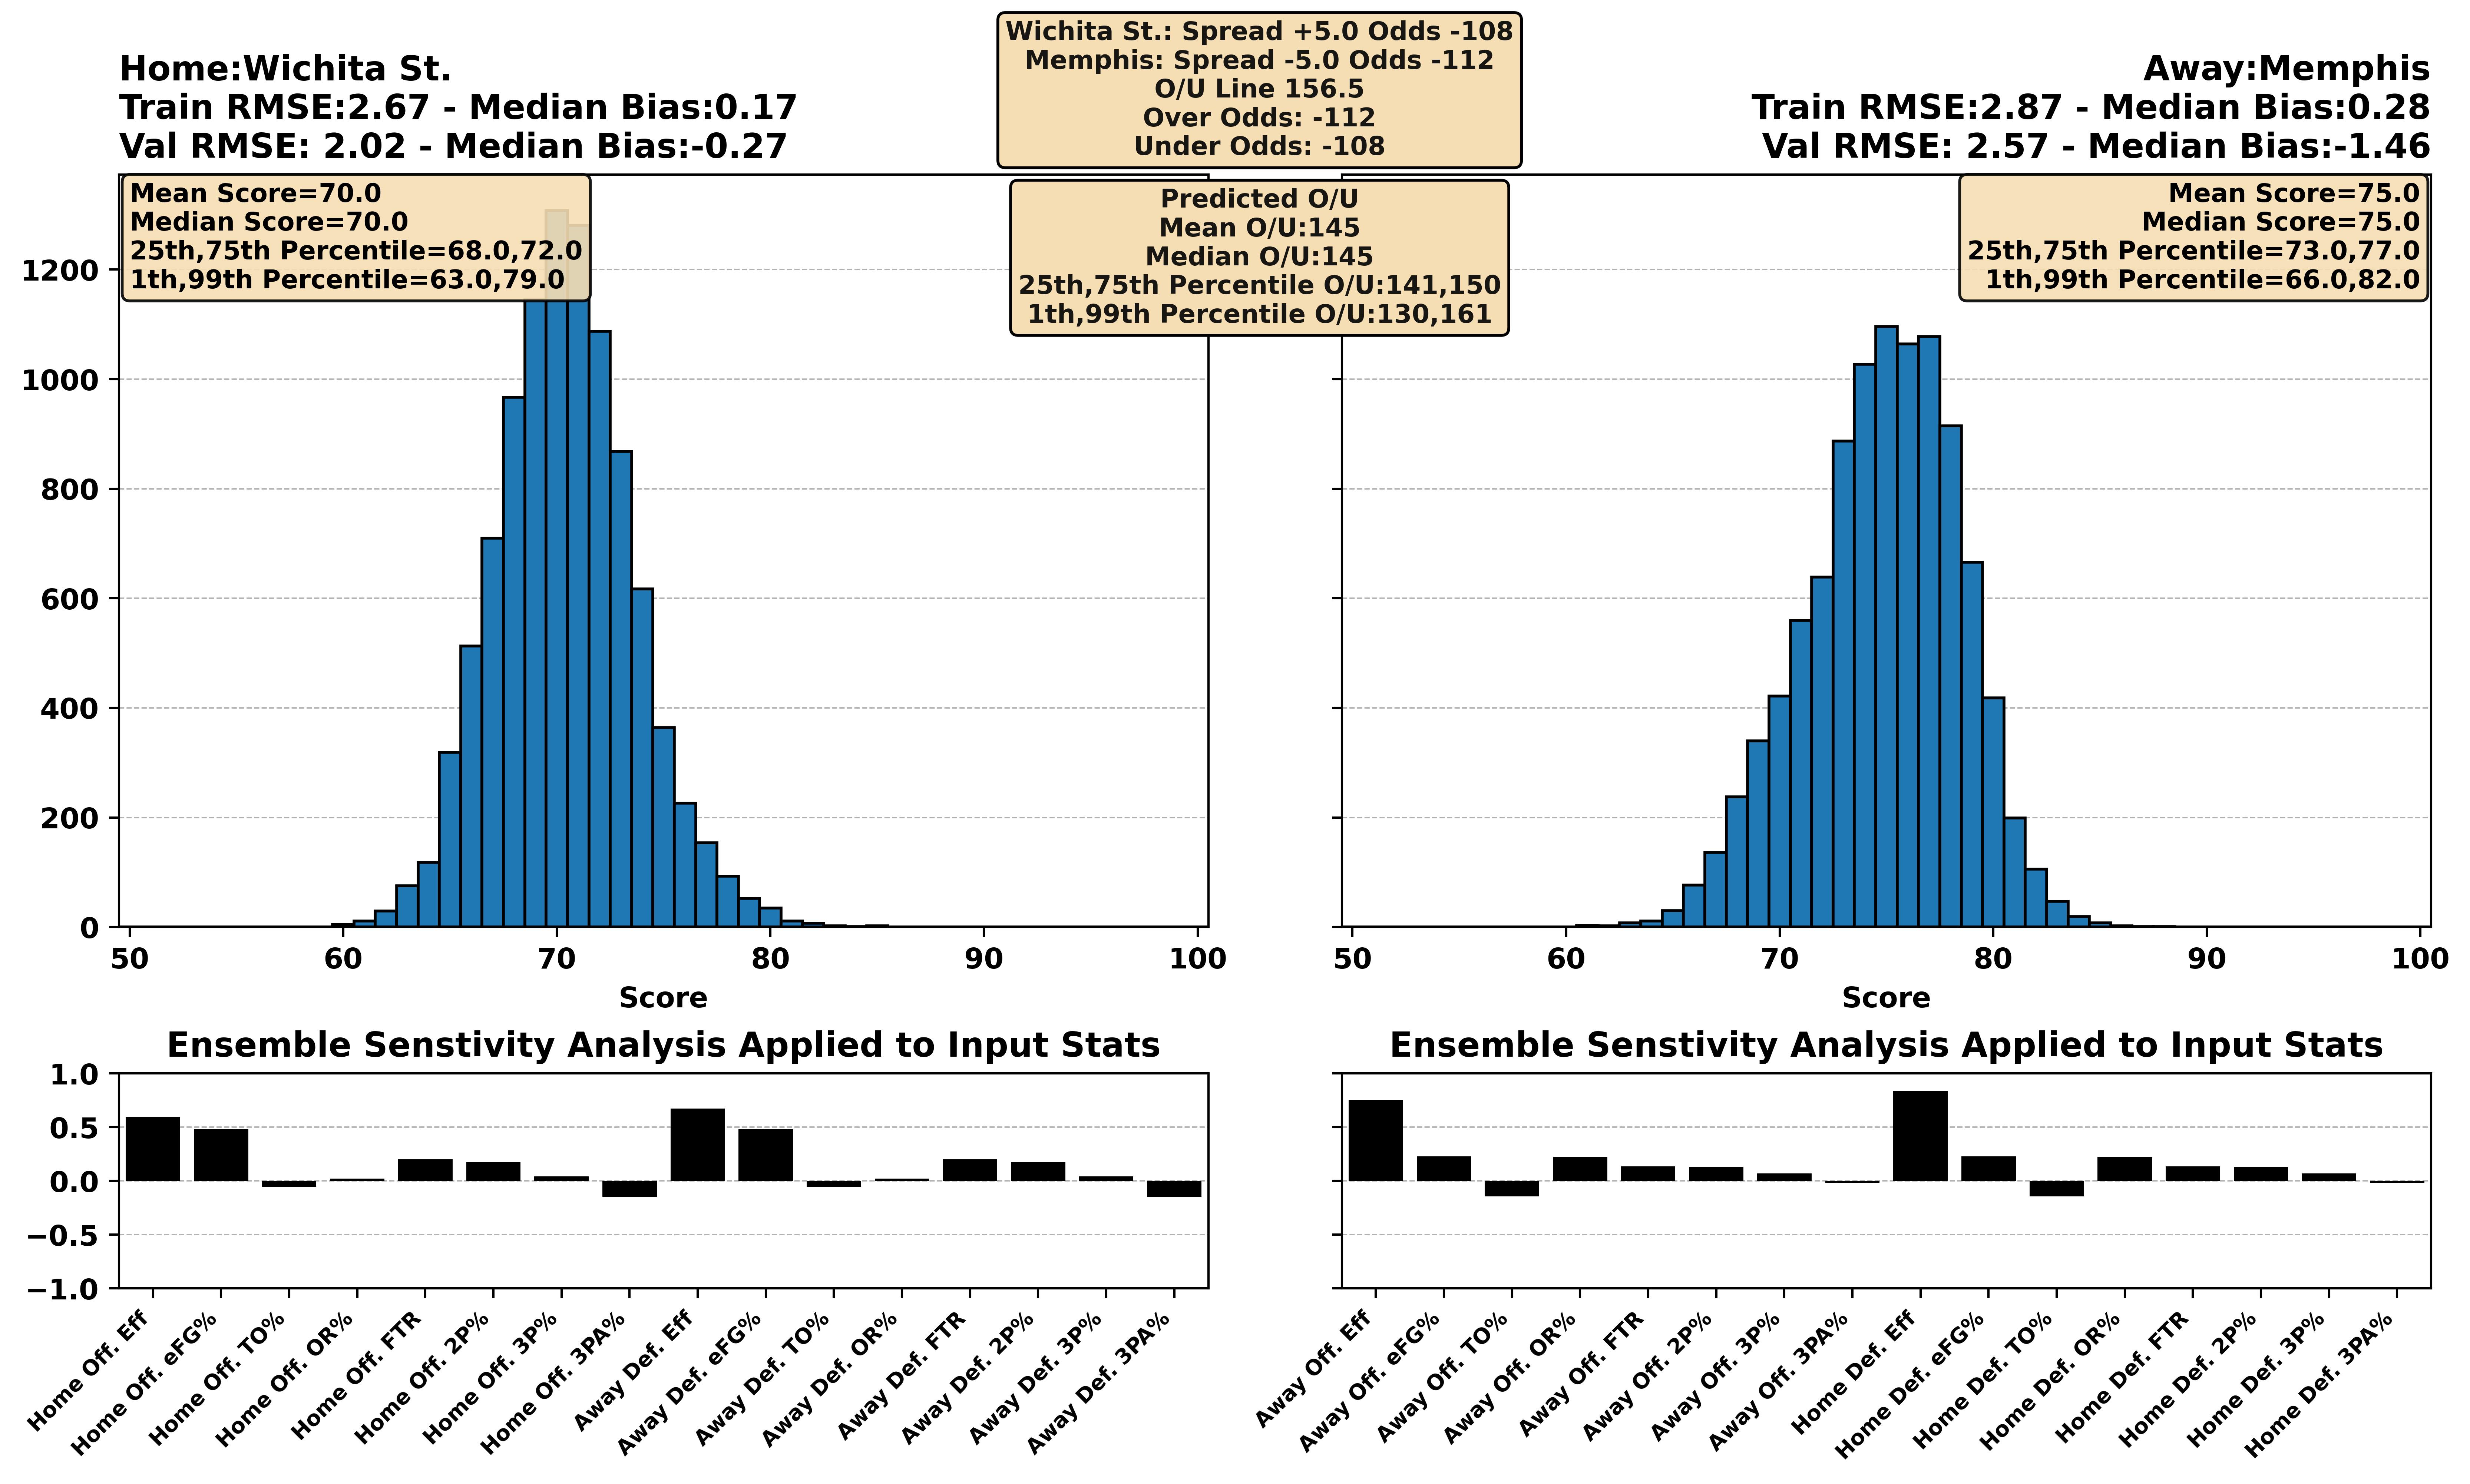 Wichita St.: Spread +5.0 Odds -108
Memphis: Spread -5.0 Odds -112
O/U Line 156.5
Over Odds: -112
Under Odds: -108
Home:Wichita St.
Train RMSE:2.67 - Median Bias:0.17
Val RMSE: 2.02 - Median Bias:-0.27
Away:Memphis
Train RMSE:2.87 - Median Bias:0.28
Val RMSE: 2.57 - Median Bias:-1.46
Mean Score=70.0
Median Score=70.0
25th,75th Percentile=68.0,72.0
1th,99th Percentile=63.0,79.0
Predicted O/U
Mean O/U:145
Median O/U:145
25th,75th Percentile O/U:141,150
1th,99th Percentile O/U:130,161
Mean Score=75.0
Median Score=75.0
25th,75th Percentile=73.0,77.0
1th,99th Percentile=66.0,82.0
1200
1000
800
600
400
200
0
50 60 70 80 90 100
Score
50 60 70 80 90 100
Score
Ensemble Senstivity Analysis Applied to Input Stats
1.0
0.5
0.0
−0.5
−1.0
Home Off. Eff
Home Off. eFG%
Home Off. TO%
Home Off. OR%
Home Off. FTR
Home Off. 2P%
Home Off. 3P%
Home Off. 3PA%
Away Def. Eff
Away Def. eFG%
Away Def. TO%
Away Def. OR%
Away Def. FTR
Away Def. 2P%
Away Def. 3P%
Away Def. 3PA%
Ensemble Senstivity Analysis Applied to Input Stats
Away Off. Eff
Away Off. eFG%
Away Off. TO%
Away Off. OR%
Away Off. FTR
Away Off. 2P%
Away Off. 3P%
Away Off. 3PA%
Home Def. Eff
Home Def. eFG%
Home Def. TO%
Home Def. OR%
Home Def. FTR
Home Def. 2P%
Home Def. 3P%
Home Def. 3PA%